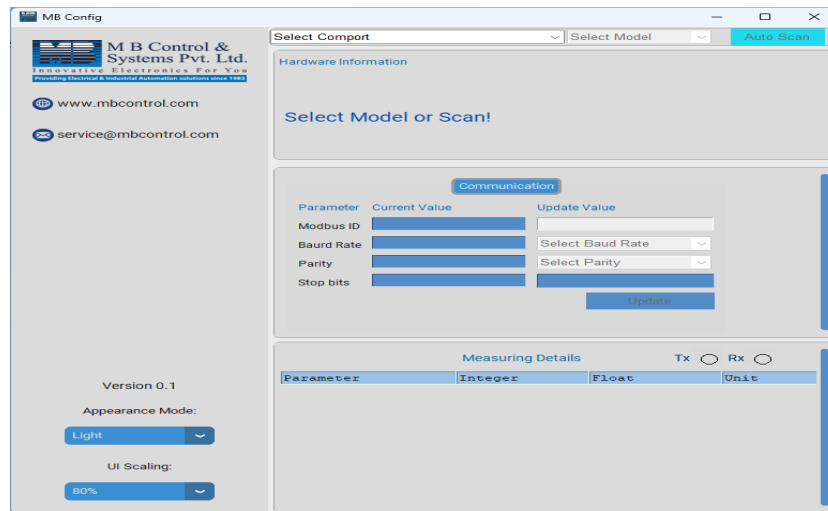 MB Config
MB
M B Control &
Systems Pvt. Ltd.
Innovative Electronics For You
Providing Electrical & Industrial Automation solutions since 1983
www.mbcontrol.com
service@mbcontrol.com
Version 0.1
Appearance Mode:
Light
UI Scaling:
80%
Select Comport
Select Model
Auto Scan
Hardware Information
Select Model or Scan!
Communication
Parameter Current Value Update Value
Modbus ID
Baurd Rate Select Baud Rate
Parity Select Parity
Stop bits
Update
Measuring Details Tx Rx
Parameter Integer Float Unit